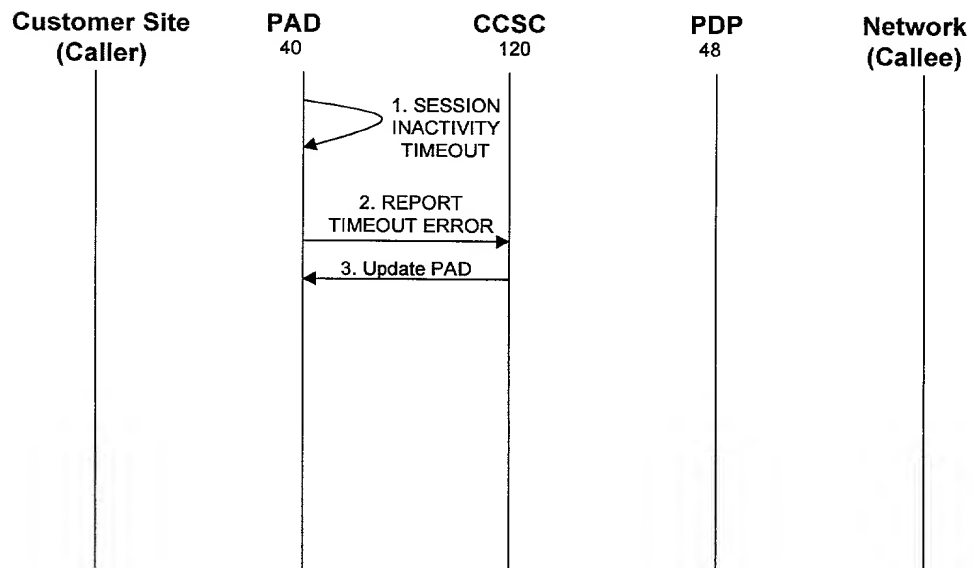 Customer Site
(Caller)
PAD
40
CCSC
120
PDP
48
Network
(Callee)
1. SESSION
INACTIVITY
TIMEOUT
2. REPORT
TIMEOUT ERROR
3. Update PAD